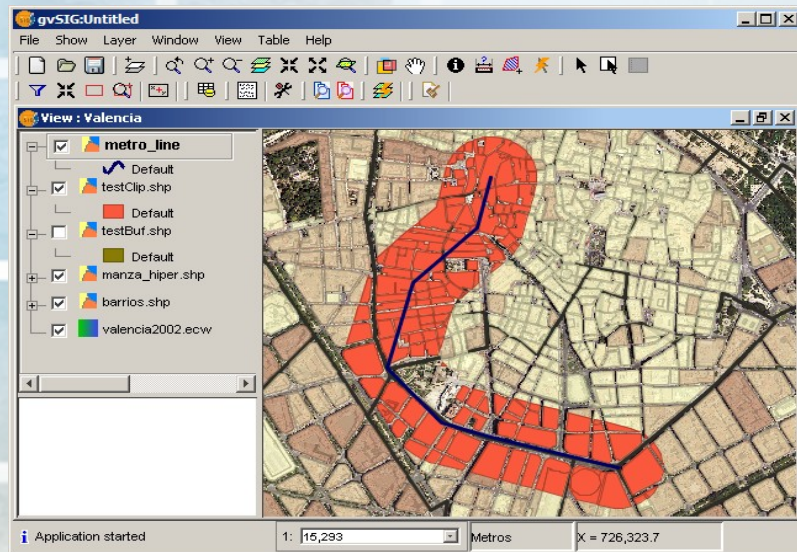 gvSIG:Untitled
File Show Layer Window View Table Help
View : Valencia
metro_line
Default
testClip.shp
Default
testBuf.shp
Default
manza_hiper.shp
barrios.shp
valencia2002.ecw
Application started
1: 15,293
Metros
X = 726,323.7